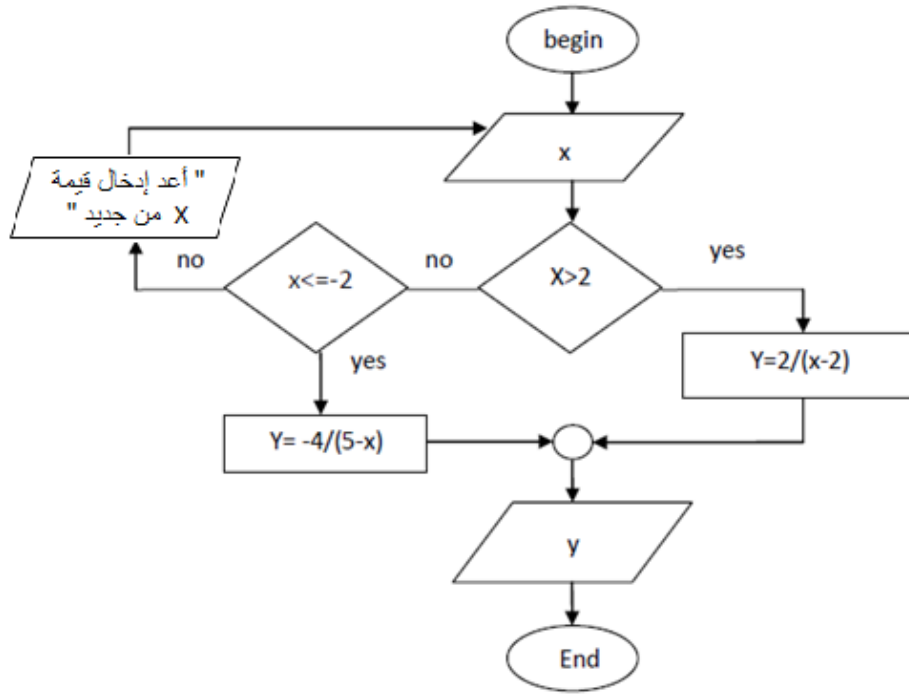 begin
x
" أعد إدخال قيمة
X من جديد "
no
x<=-2
no
X>2
yes
yes
Y=2/(x-2)
Y= -4/(5-x)
y
End